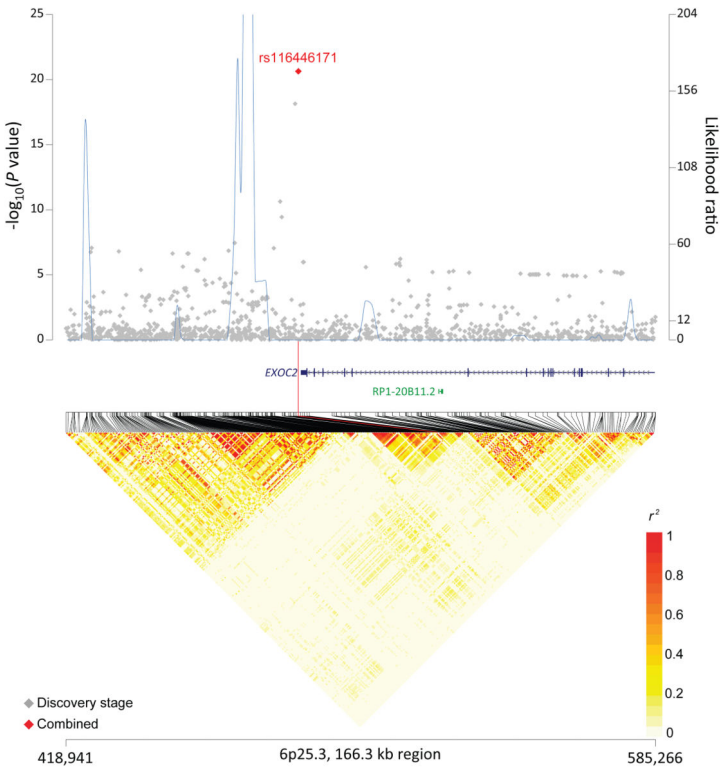 25
20
15
10
5
0
-log10(P value)
rs116446171
204
156
108
60
12
0
Likelihood ratio
EXOC2
RP1-20B11.2
r²
1
0.8
0.6
0.4
0.2
0
Discovery stage
Combined
418,941
6p25.3, 166.3 kb region
585,266